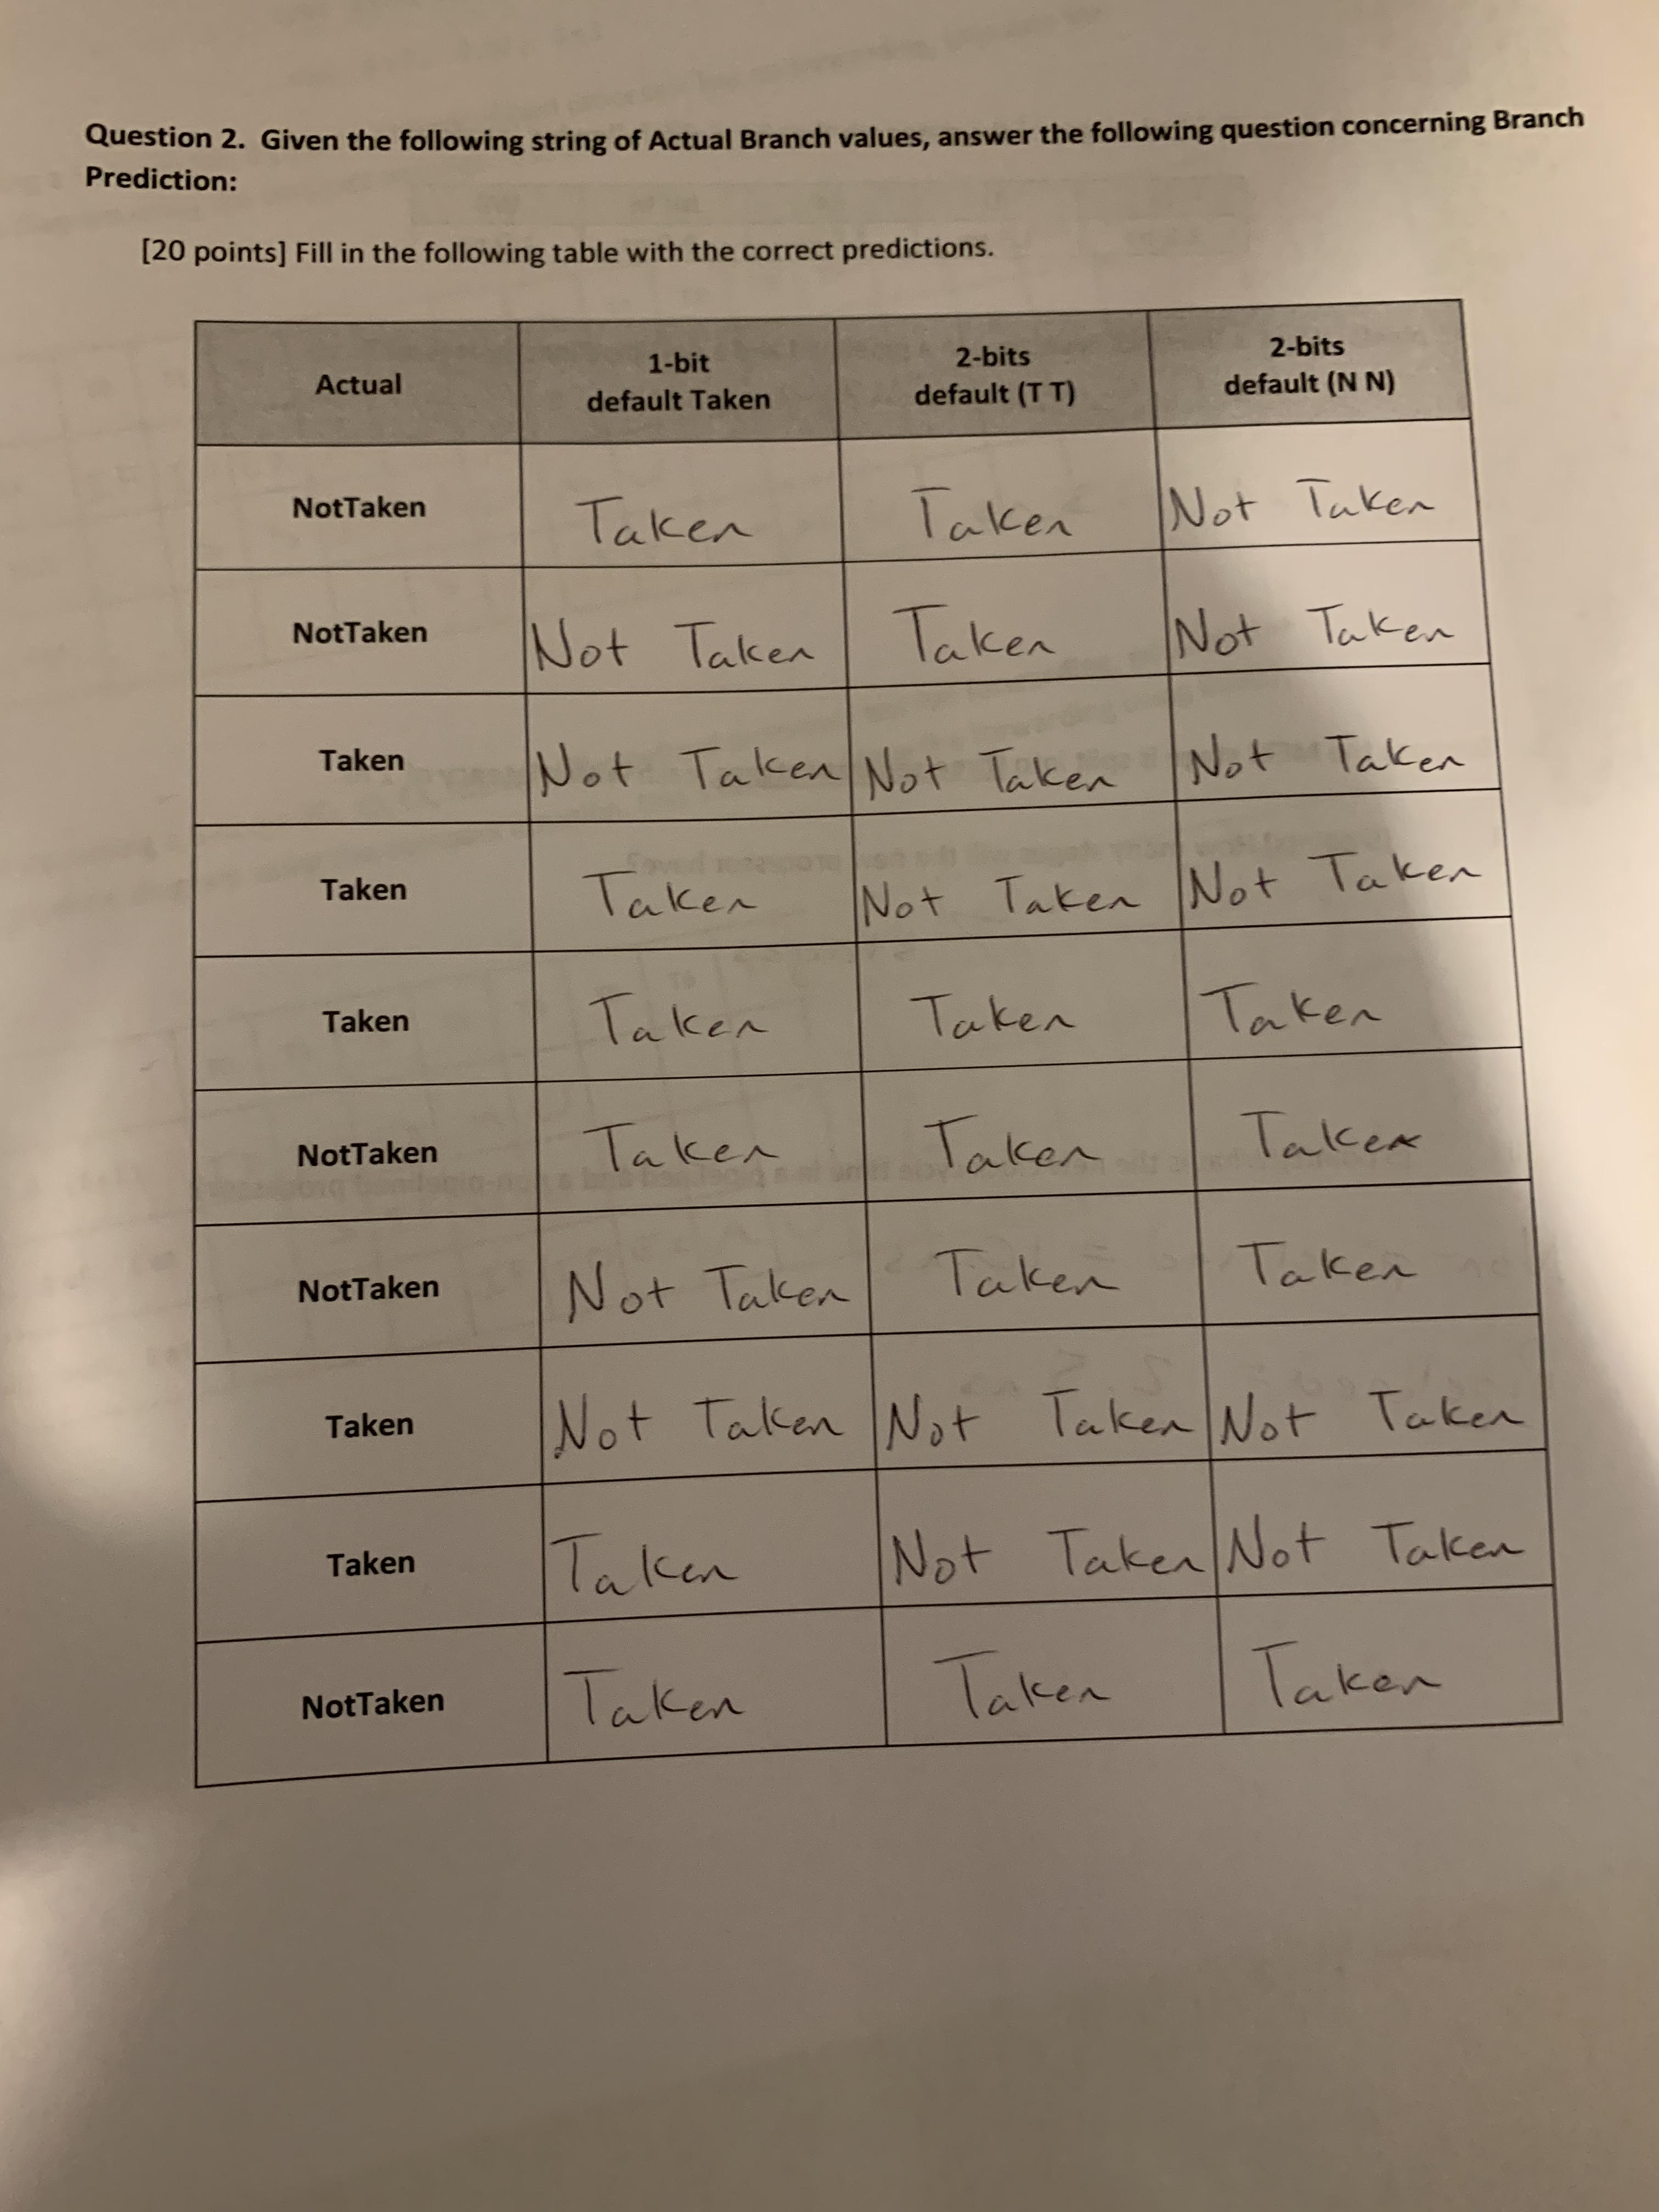 Question 2. Given the following string of Actual Branch values, answer the following question concerning Branch
Prediction:
[20 points] Fill in the following table with the correct predictions.
Actual
1-bit
default Taken
2-bits
default (T T)
2-bits
default (N N)
NotTaken Taken Taken Not Taken
NotTaken Not Taken Taken Not Taken
Taken Not Taken Not Taken Not Taken
Taken Taken Not Taken Not Taken
Taken Taken Taken Taken
NotTaken Taken Taken Taken
NotTaken Not Taken Taken Taken
Taken Not Taken Not Taken Not Taken
Taken Taken Not Taken Not Taken
NotTaken Taken Taken Taken